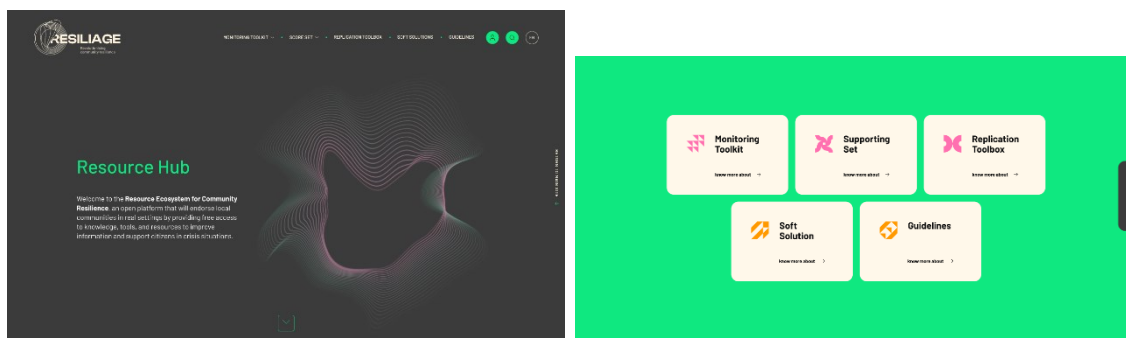 RESILIAGE
MONITORING TOOLKIT
SCORE SET
REPLICATION TOOLBOX
SOFT SOLUTIONS
GUIDELINES
Resource Hub
Welcome to the Resource Ecosystem for Community
Resilience, an open platform that will endorse local
communities in real settings by providing free access
to knowledge, tools, and resources to improve
information and support citizens in crisis situations.
Monitoring
Toolkit
know more about
Supporting
Set
know more about
Replication
Toolbox
know more about
Soft
Solution
know more about
Guidelines
know more about